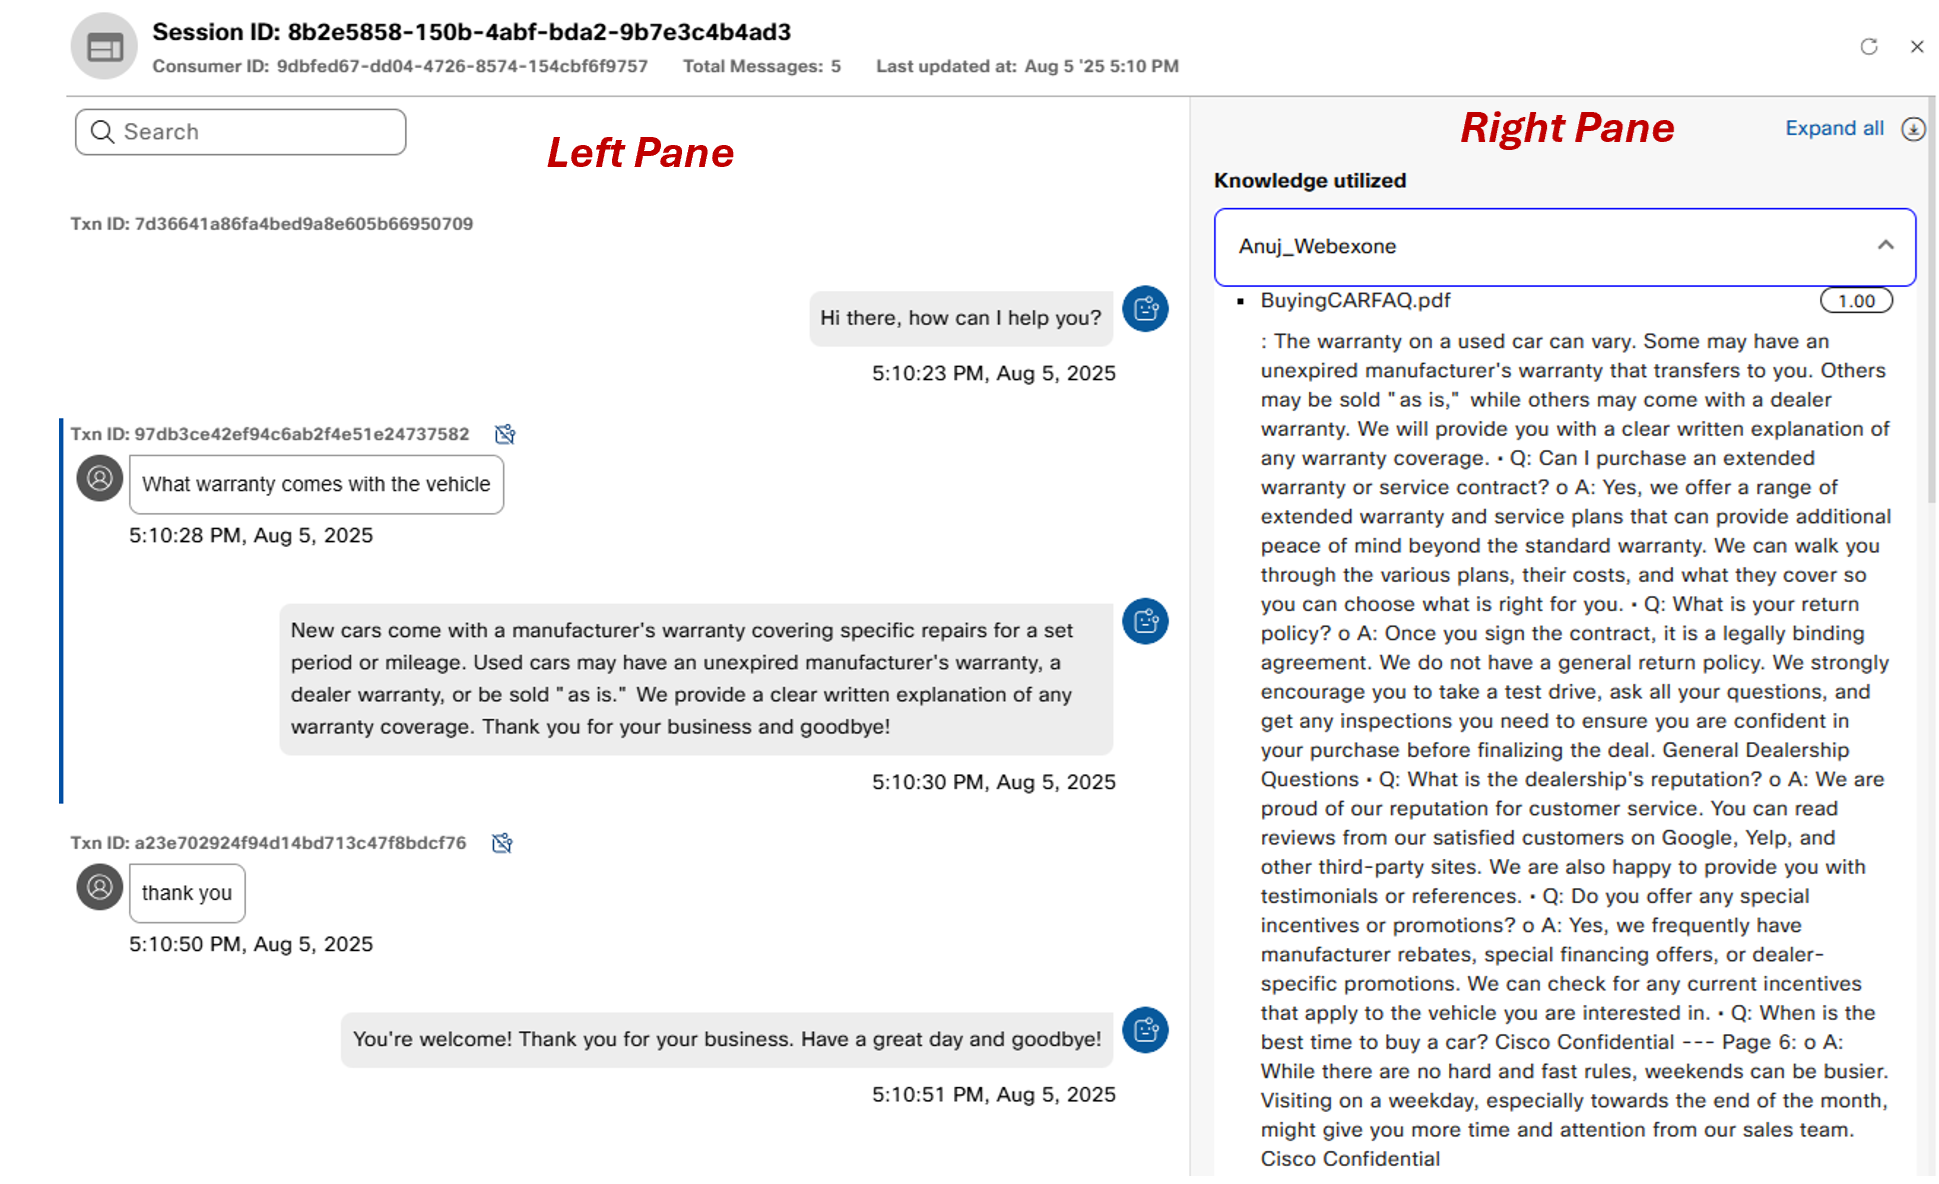 Session ID: 8b2e5858-150b-4abf-bda2-9b7e3c4b4ad3
Consumer ID: 9dbfed67-dd04-4726-8574-154cbf6f9757 Total Messages: 5 Last updated at: Aug 5 '25 5:10 PM
Search
Left Pane
Txn ID: 7d36641a86fa4bed9a8e605b66950709
Hi there, how can I help you?
5:10:23 PM, Aug 5, 2025
Txn ID: 97db3ce42ef94c6ab2f4e51e24737582
What warranty comes with the vehicle
5:10:28 PM, Aug 5, 2025
New cars come with a manufacturer's warranty covering specific repairs for a set
period or mileage. Used cars may have an unexpired manufacturer's warranty, a
dealer warranty, or be sold "as is." We provide a clear written explanation of any
warranty coverage. Thank you for your business and goodbye!
5:10:30 PM, Aug 5, 2025
Txn ID: a23e702924f94d14bd713c47f8bdcf76
thank you
5:10:50 PM, Aug 5, 2025
You're welcome! Thank you for your business. Have a great day and goodbye!
5:10:51 PM, Aug 5, 2025
Right Pane
Expand all
Knowledge utilized
Anuj_Webexone
▪ BuyingCARFAQ.pdf 1.00
: The warranty on a used car can vary. Some may have an
unexpired manufacturer's warranty that transfers to you. Others
may be sold "as is," while others may come with a dealer
warranty. We will provide you with a clear written explanation of
any warranty coverage. • Q: Can I purchase an extended
warranty or service contract? o A: Yes, we offer a range of
extended warranty and service plans that can provide additional
peace of mind beyond the standard warranty. We can walk you
through the various plans, their costs, and what they cover so
you can choose what is right for you. • Q: What is your return
policy? o A: Once you sign the contract, it is a legally binding
agreement. We do not have a general return policy. We strongly
encourage you to take a test drive, ask all your questions, and
get any inspections you need to ensure you are confident in
your purchase before finalizing the deal. General Dealership
Questions • Q: What is the dealership's reputation? o A: We are
proud of our reputation for customer service. You can read
reviews from our satisfied customers on Google, Yelp, and
other third-party sites. We are also happy to provide you with
testimonials or references. • Q: Do you offer any special
incentives or promotions? o A: Yes, we frequently have
manufacturer rebates, special financing offers, or dealer-
specific promotions. We can check for any current incentives
that apply to the vehicle you are interested in. • Q: When is the
best time to buy a car? Cisco Confidential --- Page 6: o A:
While there are no hard and fast rules, weekends can be busier.
Visiting on a weekday, especially towards the end of the month,
might give you more time and attention from our sales team.
Cisco Confidential